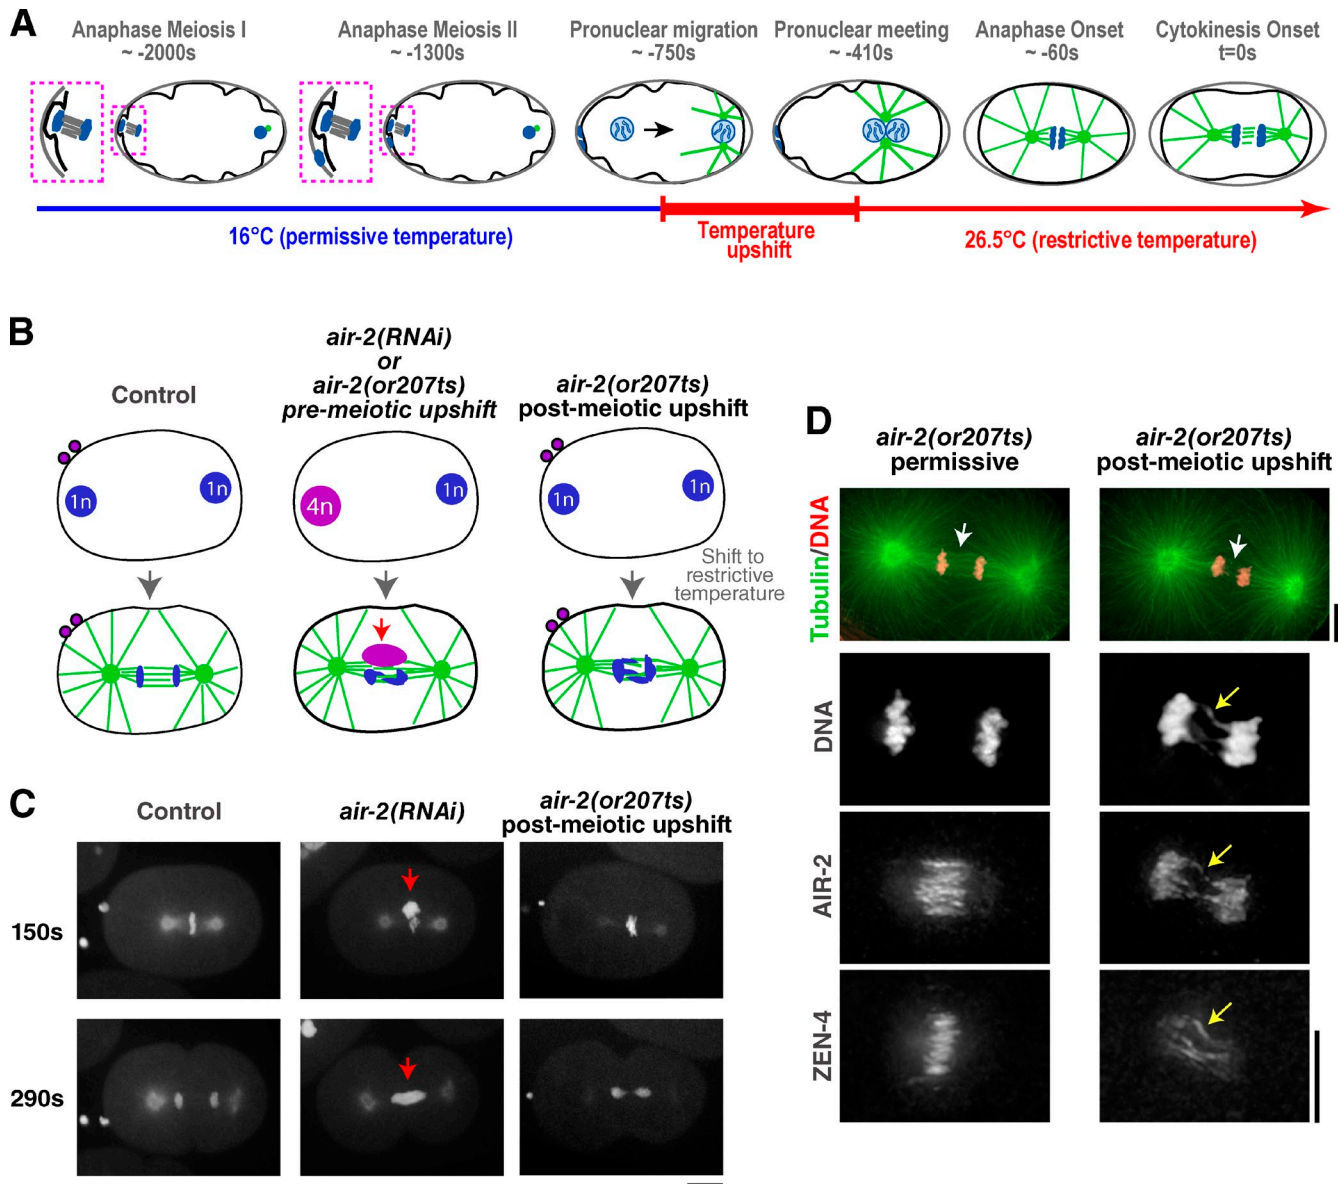 A
Anaphase Meiosis I
~ -2000s
Anaphase Meiosis II
~ -1300s
Pronuclear migration
~ -750s
Pronuclear meeting
~ -410s
Anaphase Onset
~ -60s
Cytokinesis Onset
t=0s
16°C (permissive temperature)
Temperature
upshift
26.5°C (restrictive temperature)
B
Control
air-2(RNAi)
or
air-2(or207ts)
pre-meiotic upshift
air-2(or207ts)
post-meiotic upshift
1n
1n
4n
1n
1n
1n
Shift to
restrictive
temperature
C
Control
air-2(RNAi)
air-2(or207ts)
post-meiotic upshift
150s
290s
D
air-2(or207ts)
permissive
air-2(or207ts)
post-meiotic upshift
Tubulin/DNA
DNA
AIR-2
ZEN-4